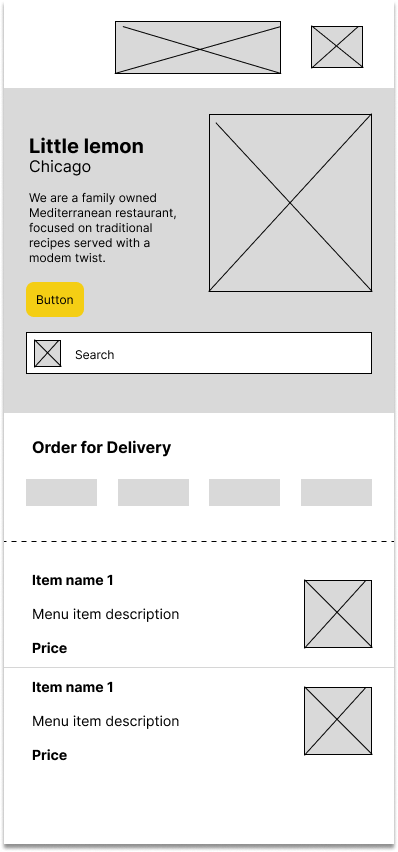 Little lemon
Chicago
We are a family owned
Mediterranean restaurant,
focused on traditional
recipes served with a
modem twist.
Button
Search
Order for Delivery
Item name 1
Menu item description
Price
Item name 1
Menu item description
Price